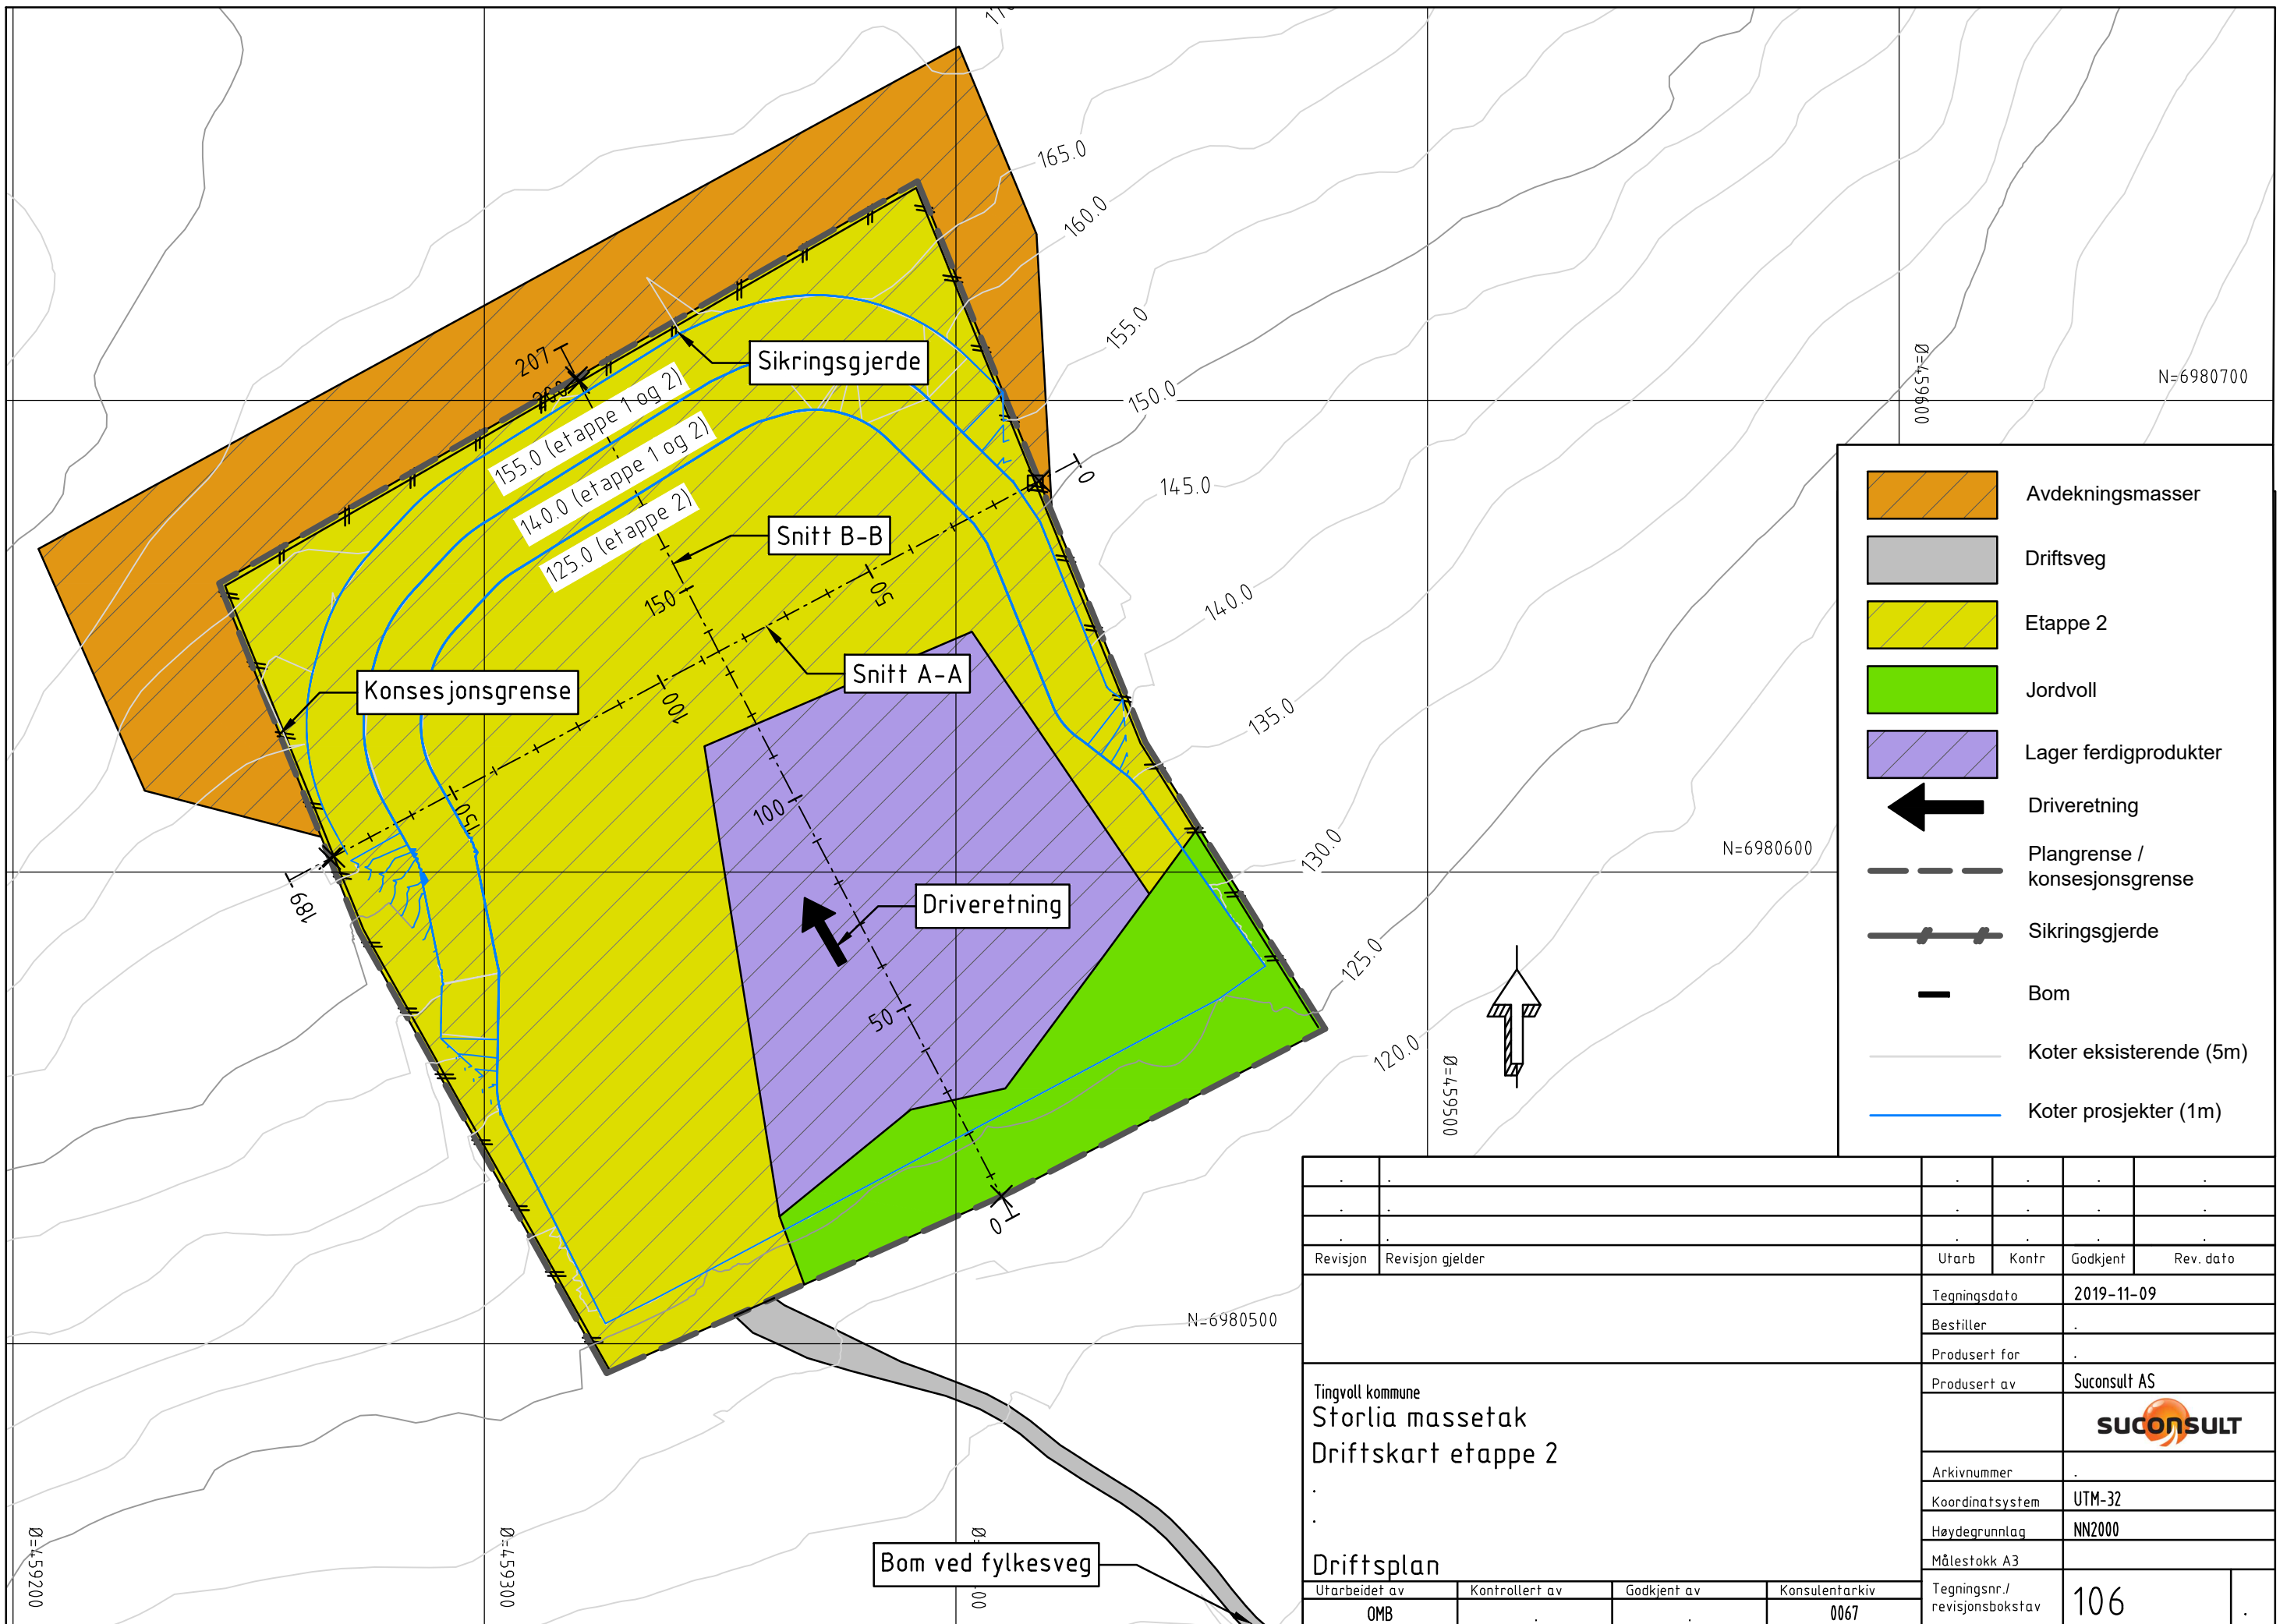 165.0
160.0
155.0
150.0
145.0
140.0
135.0
130.0
125.0
120.0
207
Sikringsgjerde
155.0 (etappe 1 og 2)
140.0 (etappe 1 og 2)
125.0 (etappe 2)
Snitt B-B
Snitt A-A
Konsesjonsgrense
Driveretning
0
50
100
150
189
150
100
50
0
Ø=459600
N=6980700
N=6980600
N=6980500
Ø=459500
Ø=459200
Ø=459300
Bom ved fylkesveg
Avdekningsmasser
Driftsveg
Etappe 2
Jordvoll
Lager ferdigprodukter
Driveretning
Plangrense /
konsesjonsgrense
Sikringsgjerde
Bom
Koter eksisterende (5m)
Koter prosjekter (1m)
Revisjon
Revisjon gjelder
Utarb
Kontr
Godkjent
Rev. dato
Tegningsdato
2019-11-09
Bestiller
Produsert for
Produsert av
Suconsult AS
SUCONSULT
Tingvoll kommune
Storlia massetak
Driftskart etappe 2
Driftsplan
Arkivnummer
Koordinatsystem
UTM-32
Høydegrunnlag
NN2000
Målestokk A3
Utarbeidet av
Kontrollert av
Godkjent av
Konsulentarkiv
OMB
0067
Tegningsnr./
revisjonsbokstav
106